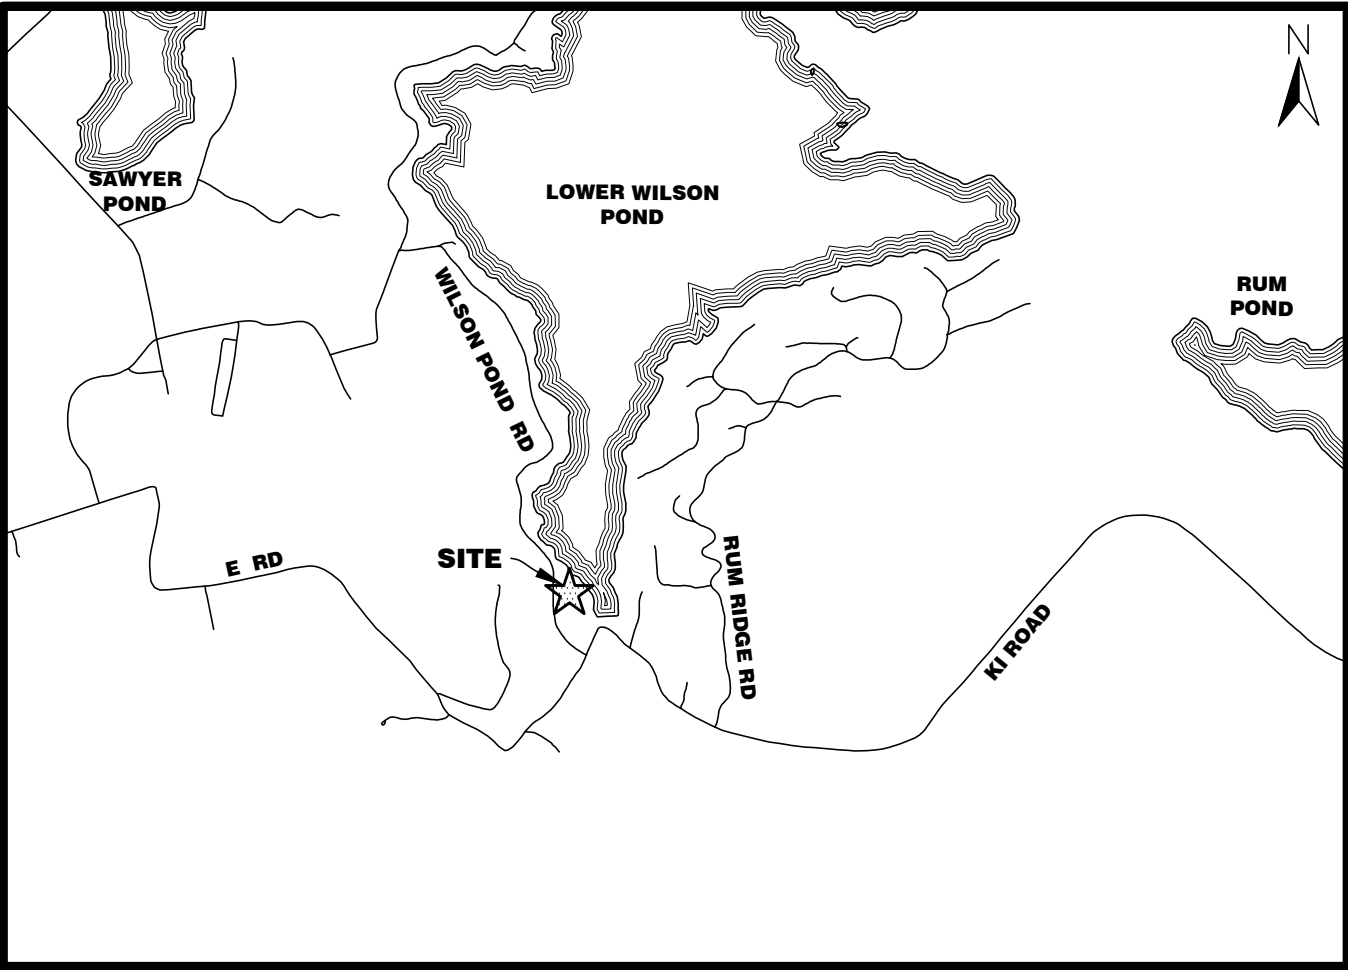 N
SAWYER
POND
LOWER WILSON
POND
RUM
POND
WILSON POND RD
SITE
E RD
RUM RIDGE RD
KI ROAD